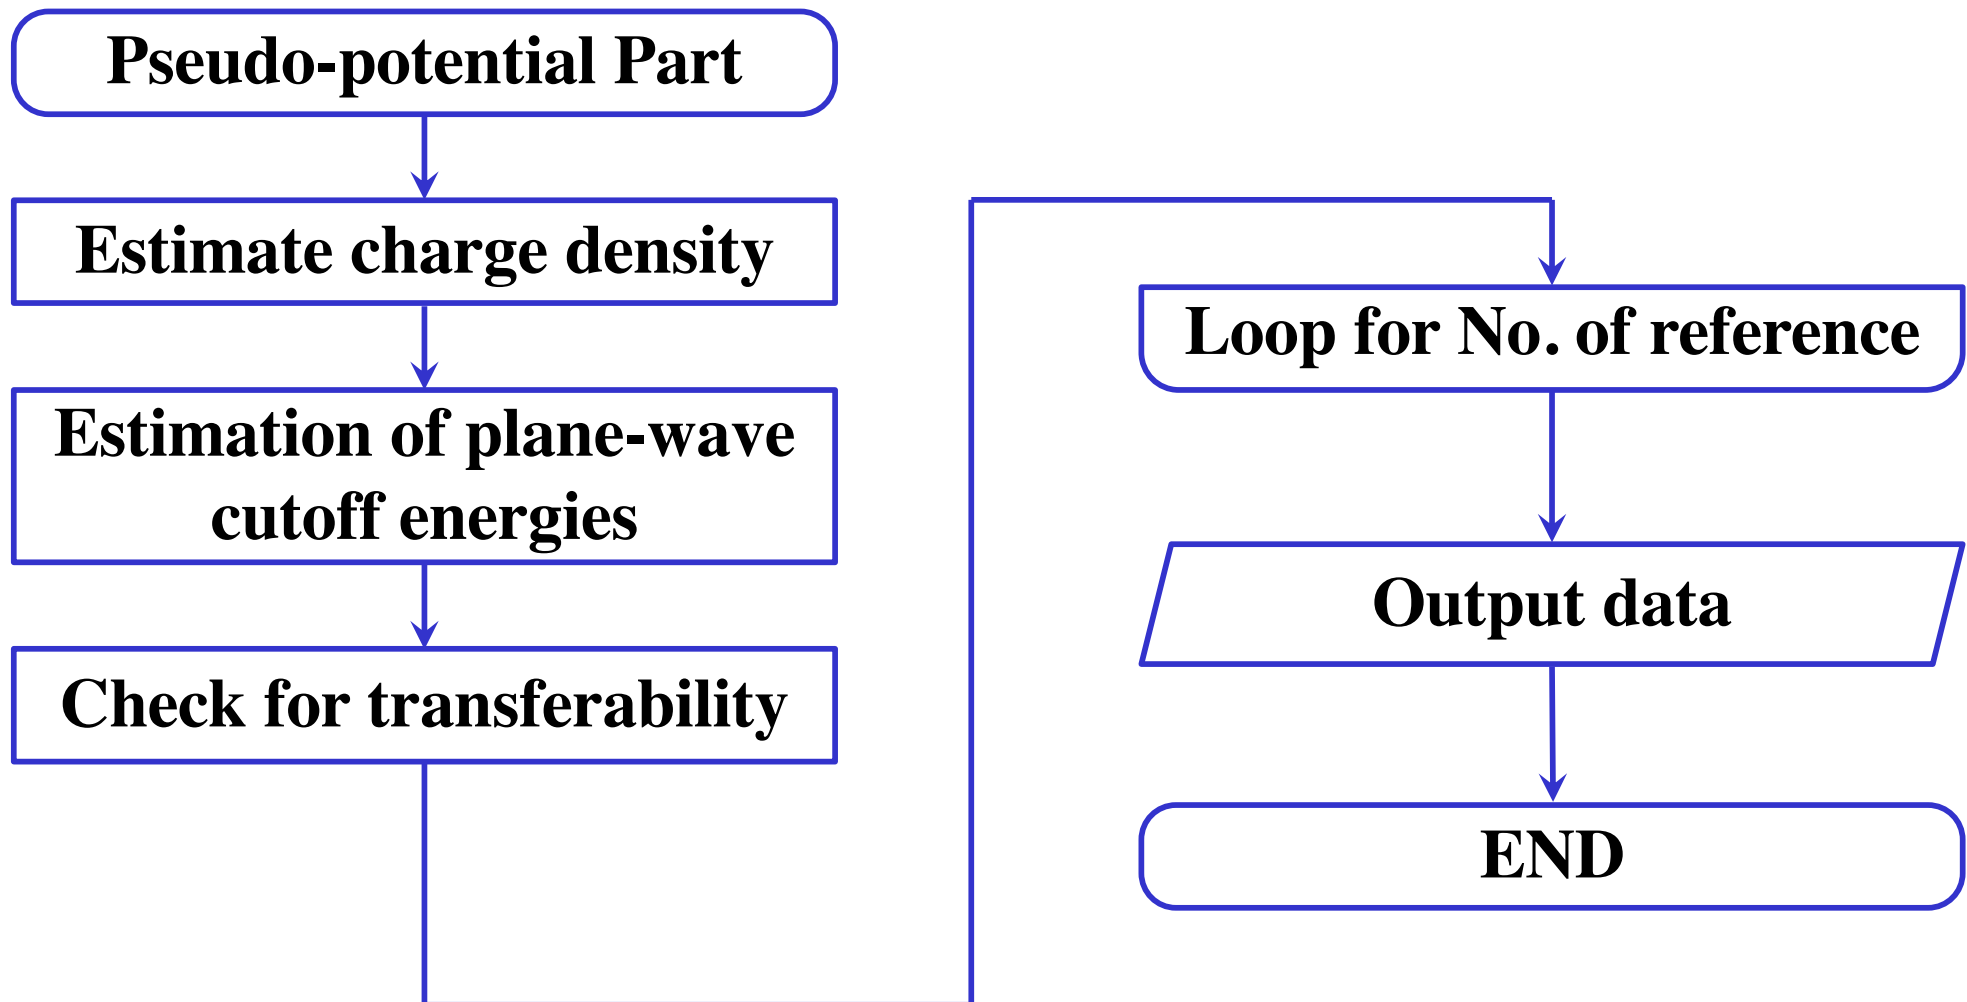 Pseudo-potential Part
Estimate charge density
Estimation of plane-wave
cutoff energies
Check for transferability
Loop for No. of reference
Output data
END